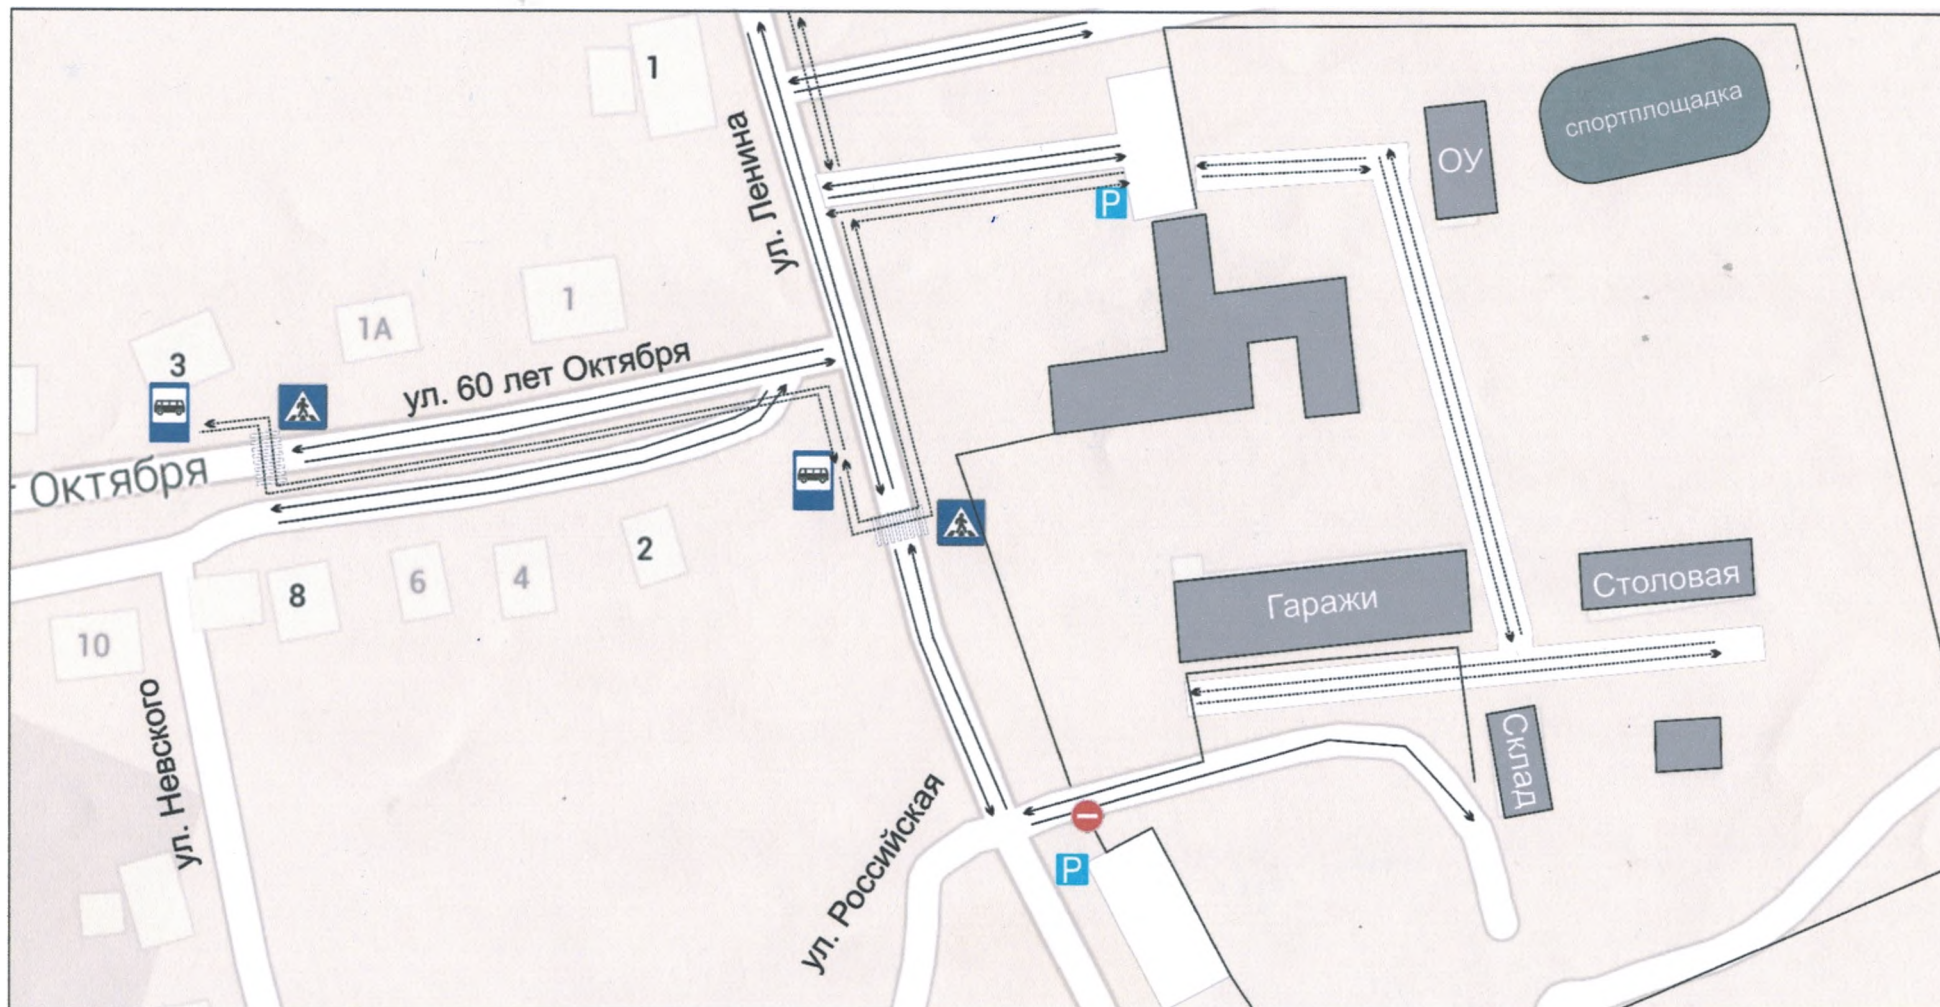 1
ул. Ленина
спортплощадка
ОУ
P
1
1А
3
ул. 60 лет Октября
Октября
2
4
6
8
10
Гаражи
Столовая
Склад
ул. Невского
ул. Российская
P